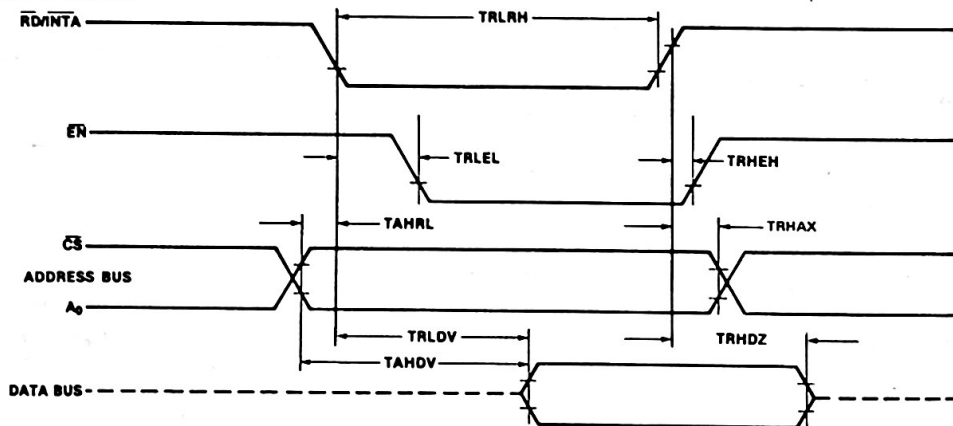 TRLRH
RD/INTA
EN
TRLEL
TRHEH
TAHRL
TRHAX
CS
ADDRESS BUS
A0
TRLDV
TRHDZ
TAHDV
DATA BUS